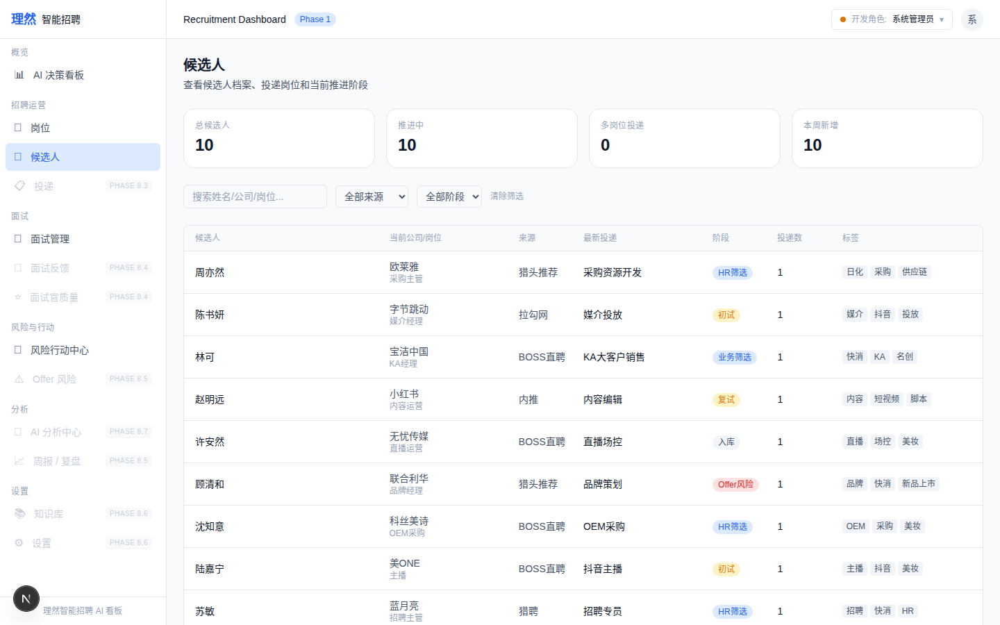 理然 智能招聘
Recruitment Dashboard Phase 1
开发角色: 系统管理员 ▾ 系
概览
AI 决策看板
招聘运营
岗位
候选人
投递 PHASE 8.3
面试
面试管理
面试反馈 PHASE 8.4
面试官质量 PHASE 8.4
风险与行动
风险行动中心
Offer 风险 PHASE 8.5
分析
AI 分析中心 PHASE 8.7
周报 / 复盘 PHASE 8.5
设置
知识库 PHASE 8.6
设置 PHASE 8.6
N
理然智能招聘 AI 看板
候选人
查看候选人档案、投递岗位和当前推进阶段
总候选人 推进中 多岗位投递 本周新增
10 10 0 10
搜索姓名/公司/岗位... 全部来源 全部阶段 清除筛选
候选人 当前公司/岗位 来源 最新投递 阶段 投递数 标签
周亦然 欧莱雅 猎头推荐 采购资源开发 HR筛选 1 日化 采购 供应链
采购主管
陈书妍 字节跳动 拉勾网 媒介投放 初试 1 媒介 抖音 投放
媒介经理
林可 宝洁中国 BOSS直聘 KA大客户销售 业务筛选 1 快消 KA 名创
KA经理
赵明远 小红书 内推 内容编辑 复试 1 内容 短视频 脚本
内容运营
许安然 无忧传媒 BOSS直聘 直播场控 入库 1 直播 场控 美妆
直播运营
顾清和 联合利华 猎头推荐 品牌策划 Offer风险 1 品牌 快消 新品上市
品牌经理
沈知意 科丝美诗 BOSS直聘 OEM采购 HR筛选 1 OEM 采购 美妆
OEM采购
陆嘉宁 美ONE BOSS直聘 抖音主播 初试 1 主播 抖音 美妆
主播
苏敏 蓝月亮 猎聘 招聘专员 HR筛选 1 招聘 快消 HR
招聘主管